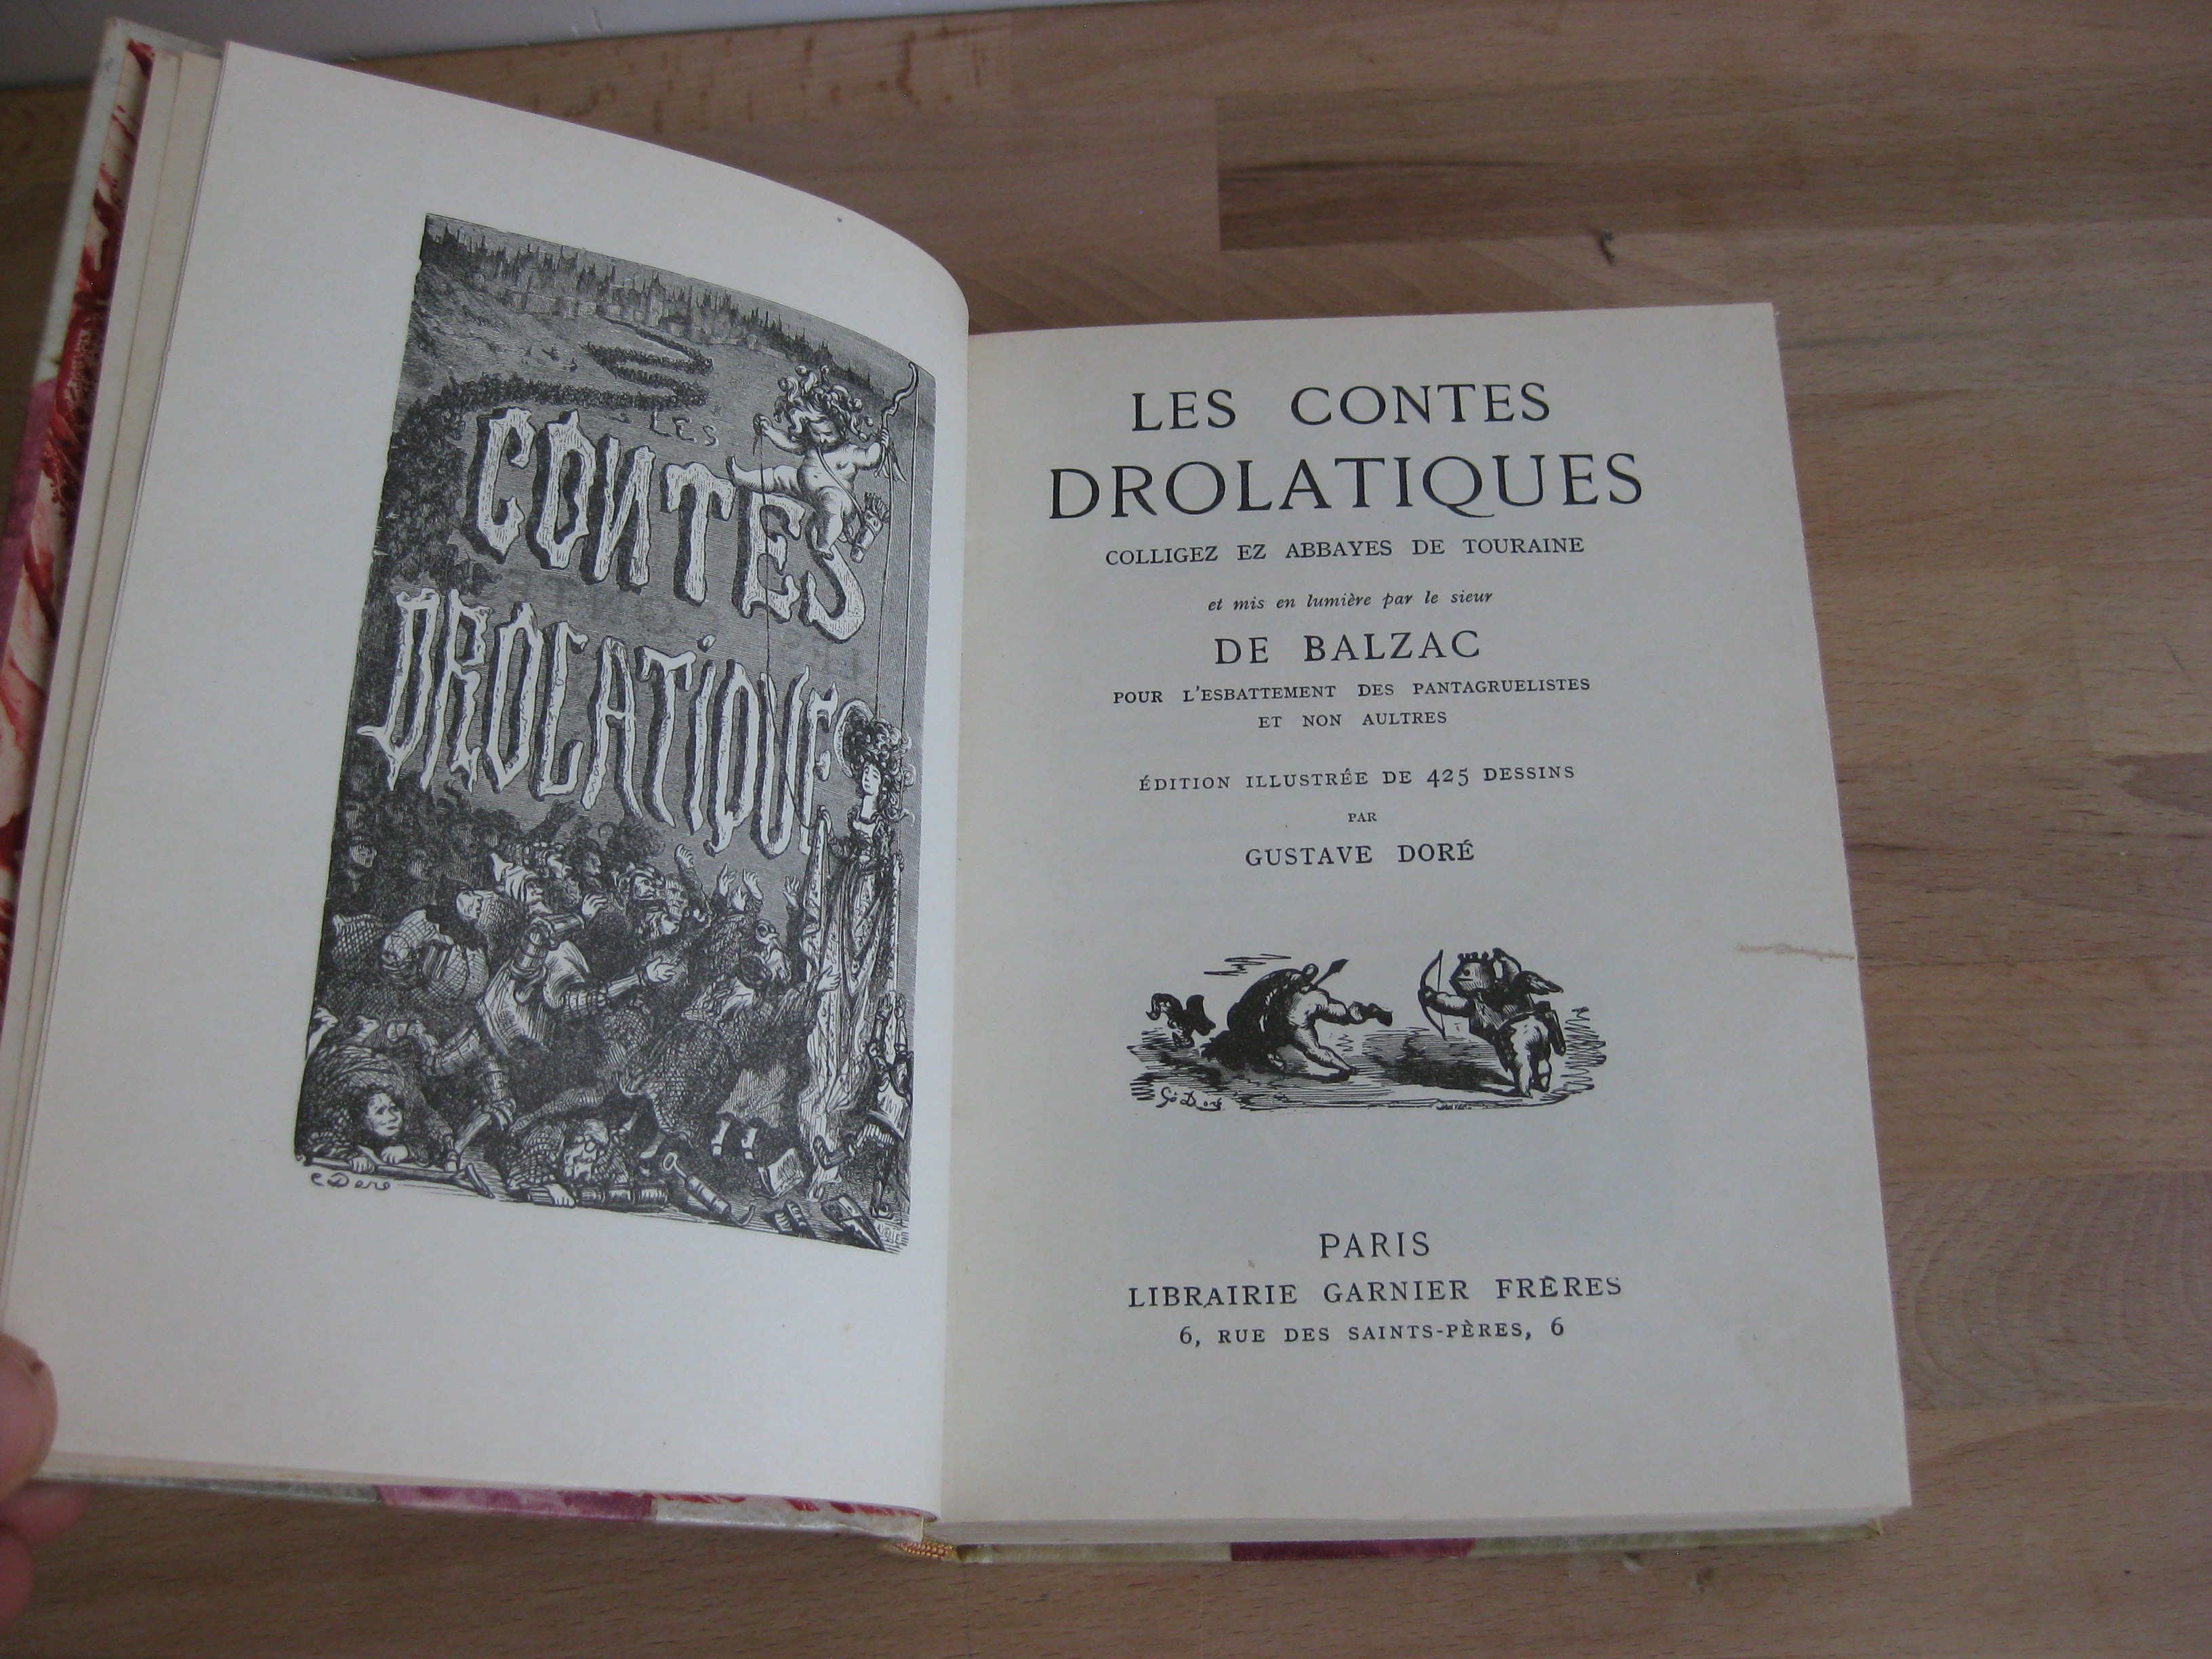 LES
CONTES
DROLATIQUES
G Doré
LES CONTES
DROLATIQUES
COLLIGEZ EZ ABBAYES DE TOURAINE
et mis en lumière par le sieur
DE BALZAC
POUR L'ESBATTEMENT DES PANTAGRUELISTES
ET NON AULTRES
ÉDITION ILLUSTRÉE DE 425 DESSINS
PAR
GUSTAVE DORÉ
G Doré
PARIS
LIBRAIRIE GARNIER FRÈRES
6, RUE DES SAINTS-PÈRES, 6